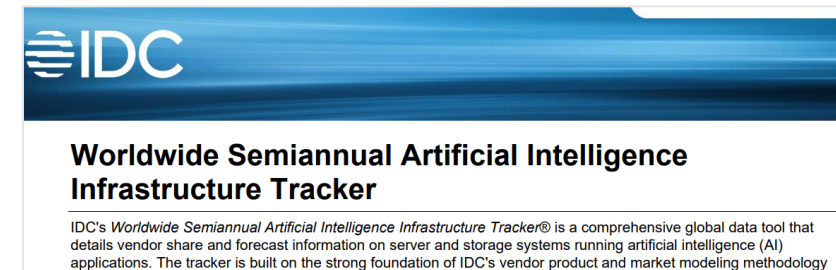 IDC
Worldwide Semiannual Artificial Intelligence
Infrastructure Tracker
IDC's Worldwide Semiannual Artificial Intelligence Infrastructure Tracker® is a comprehensive global data tool that
details vendor share and forecast information on server and storage systems running artificial intelligence (AI)
applications. The tracker is built on the strong foundation of IDC's vendor product and market modeling methodology